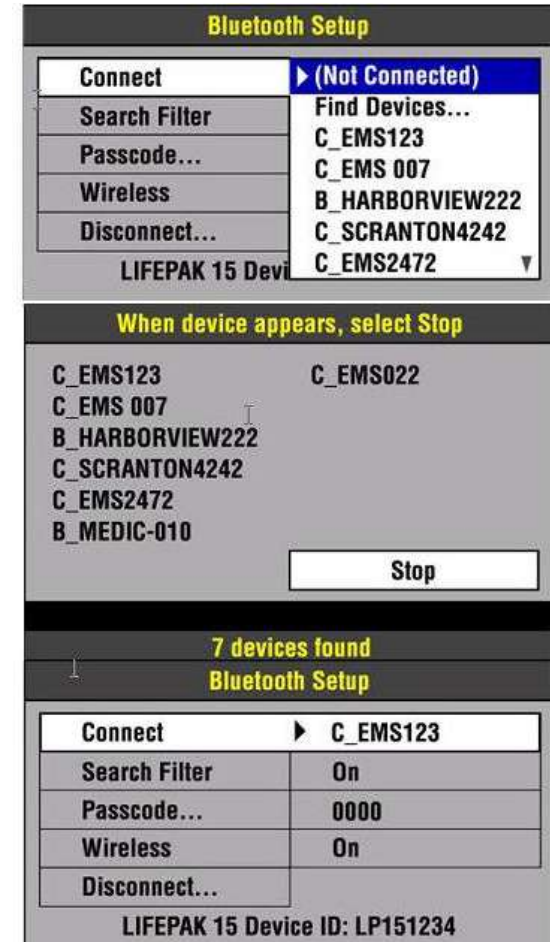 Bluetooth Setup
Connect
(Not Connected)
Search Filter
Find Devices...
C_EMS123
Passcode...
C_EMS 007
Wireless
B_HARBORVIEW222
Disconnect...
C_SCRANTON4242
LIFEPAK 15 Devi
C_EMS2472
When device appears, select Stop
C_EMS123 C_EMS022
C_EMS 007
B_HARBORVIEW222
C_SCRANTON4242
C_EMS2472
B_MEDIC-010
Stop
7 devices found
Bluetooth Setup
Connect C_EMS123
Search Filter On
Passcode... 0000
Wireless On
Disconnect...
LIFEPAK 15 Device ID: LP151234